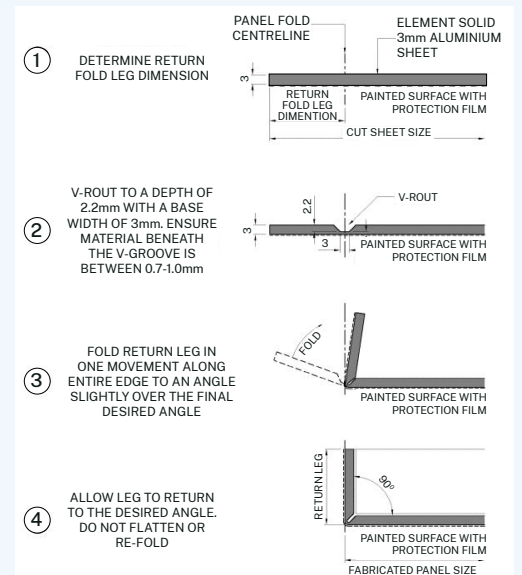 1
DETERMINE RETURN
FOLD LEG DIMENSION
PANEL FOLD
CENTRELINE
ELEMENT SOLID
3mm ALUMINIUM
SHEET
3
RETURN
FOLD LEG
DIMENTION
PAINTED SURFACE WITH
PROTECTION FILM
CUT SHEET SIZE
2
V-ROUT TO A DEPTH OF
2.2mm WITH A BASE
WIDTH OF 3mm. ENSURE
MATERIAL BENEATH
THE V-GROOVE IS
BETWEEN 0.7-1.0mm
2.2
V-ROUT
3
3
PAINTED SURFACE WITH
PROTECTION FILM
3
FOLD RETURN LEG IN
ONE MOVEMENT ALONG
ENTIRE EDGE TO AN ANGLE
SLIGHTLY OVER THE FINAL
DESIRED ANGLE
FOLD
PAINTED SURFACE WITH
PROTECTION FILM
4
ALLOW LEG TO RETURN
TO THE DESIRED ANGLE.
DO NOT FLATTEN OR
RE-FOLD
RETURN LEG
90º
PAINTED SURFACE WITH
PROTECTION FILM
FABRICATED PANEL SIZE